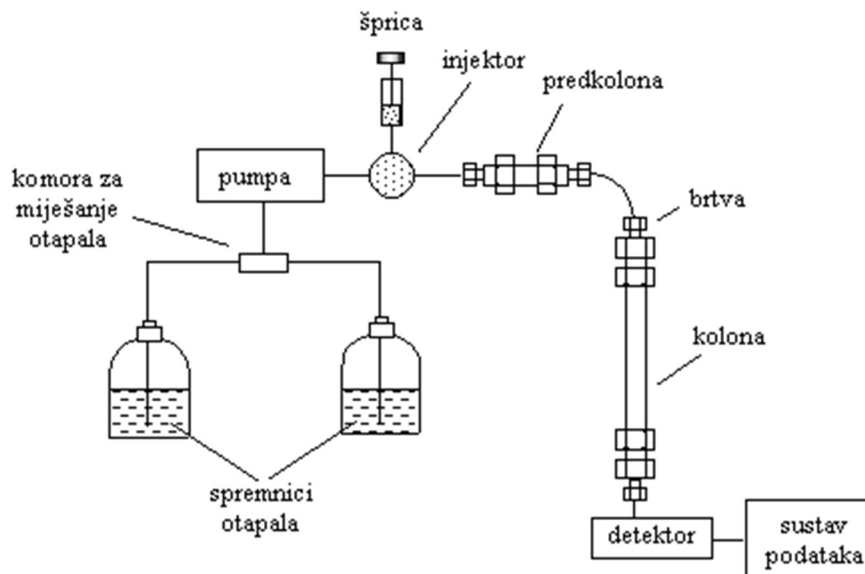 šprica
injektor
predkolona
pumpa
komora za
miješanje
otapala
brtva
kolona
spremnici
otapala
detektor
sustav
podataka